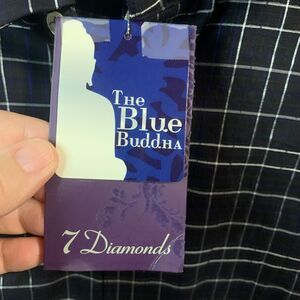 The
Blue
Buddha
7 Diamonds